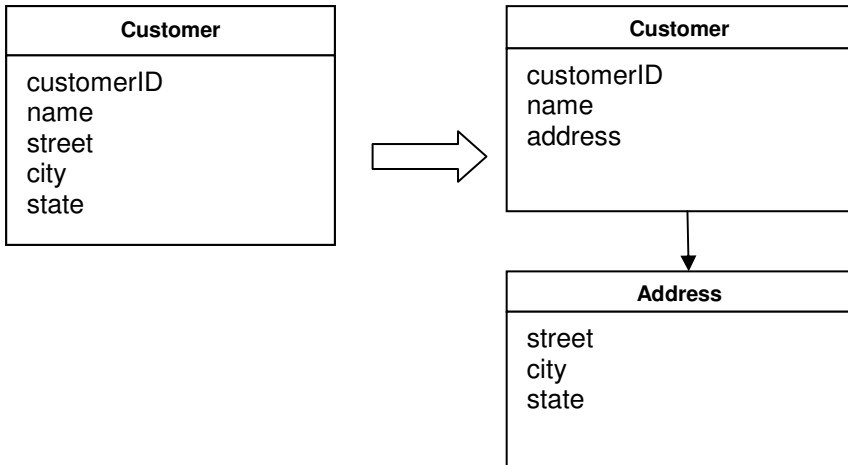 Customer
customerID
name
street
city
state
Customer
customerID
name
address
Address
street
city
state